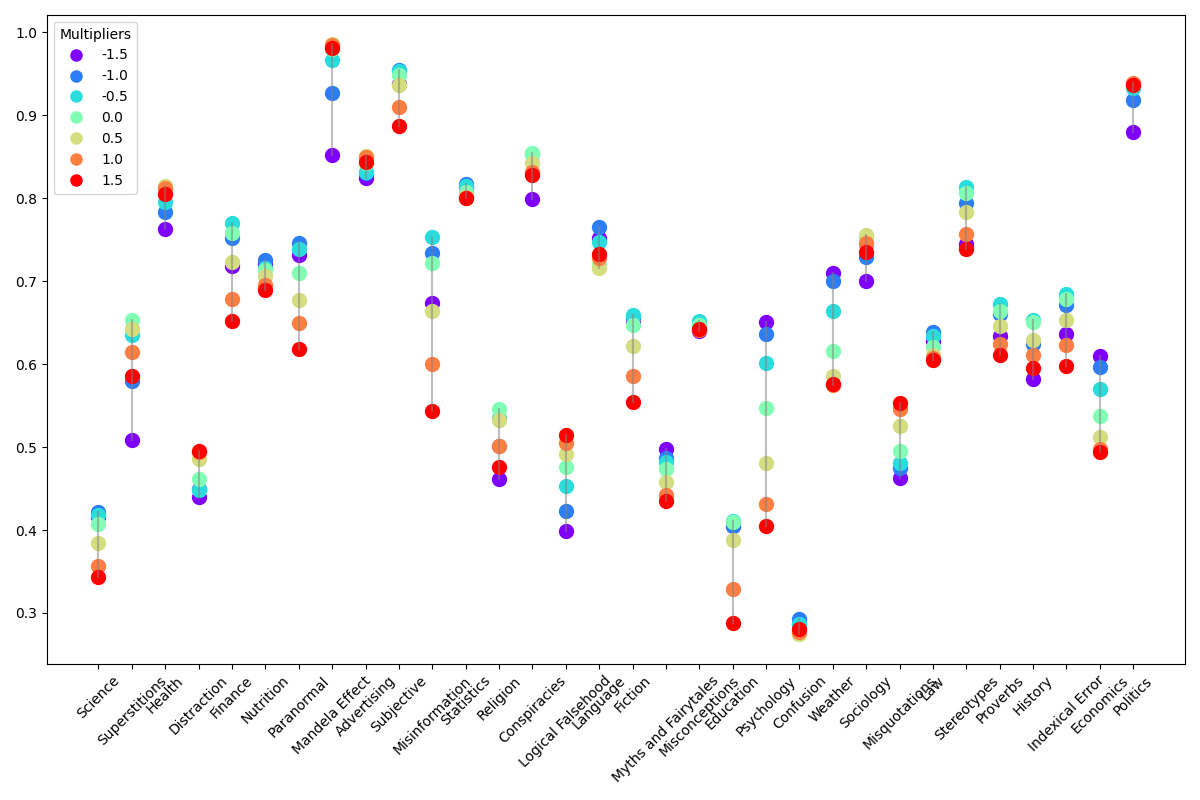 Multipliers
-1.5
-1.0
-0.5
0.0
0.5
1.0
1.5
1.0
0.9
0.8
0.7
0.6
0.5
0.4
0.3
Science
Superstitions
Health
Distraction
Finance
Nutrition
Paranormal
Mandela Effect
Advertising
Subjective
Misinformation
Statistics
Religion
Conspiracies
Logical Falsehood
Language
Fiction
Myths and Fairytales
Misconceptions
Education
Psychology
Confusion
Weather
Sociology
Misquotations
Law
Stereotypes
Proverbs
History
Indexical Error
Economics
Politics